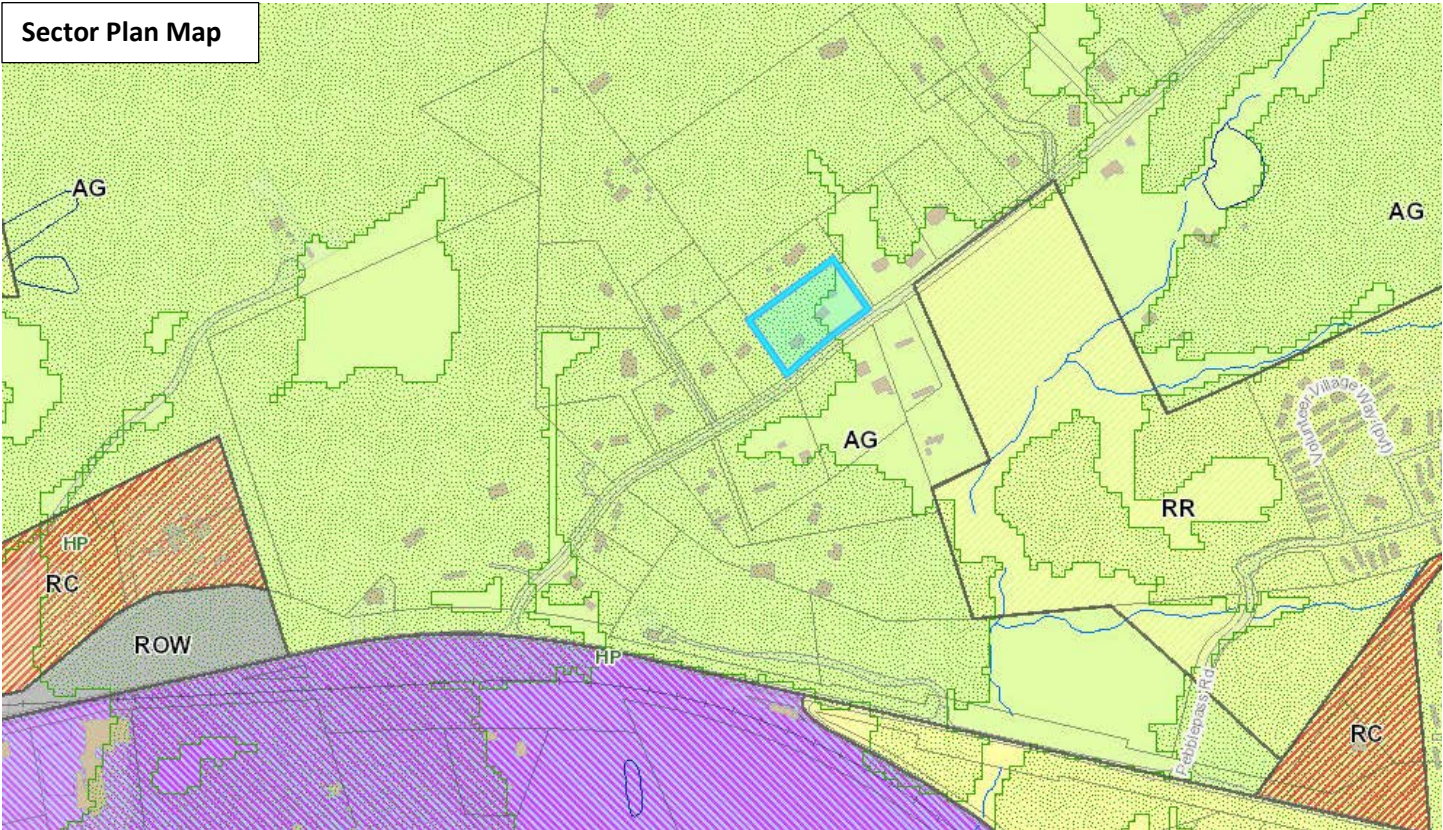 Sector Plan Map
AG
AG
AG
Volunteer Village Way (pvt)
RR
HP
RC
ROW
HP
Pebblepass Rd
RC